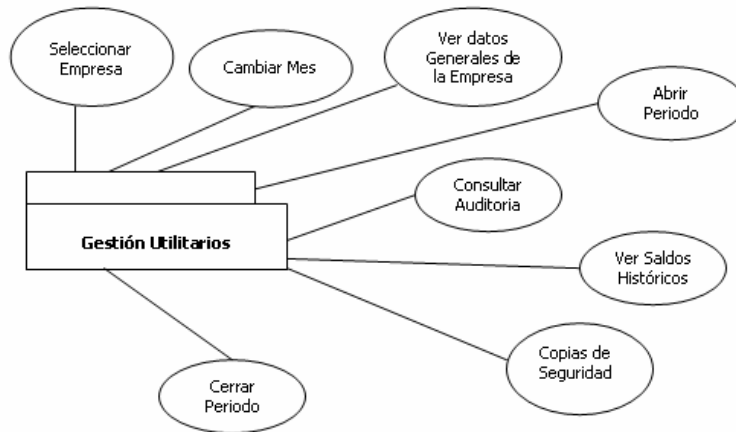 Seleccionar
Empresa
Cambiar Mes
Ver datos
Generales de
la Empresa
Abrir
Periodo
Consultar
Auditoria
Gestión Utilitarios
Ver Saldos
Históricos
Copias de
Seguridad
Cerrar
Periodo